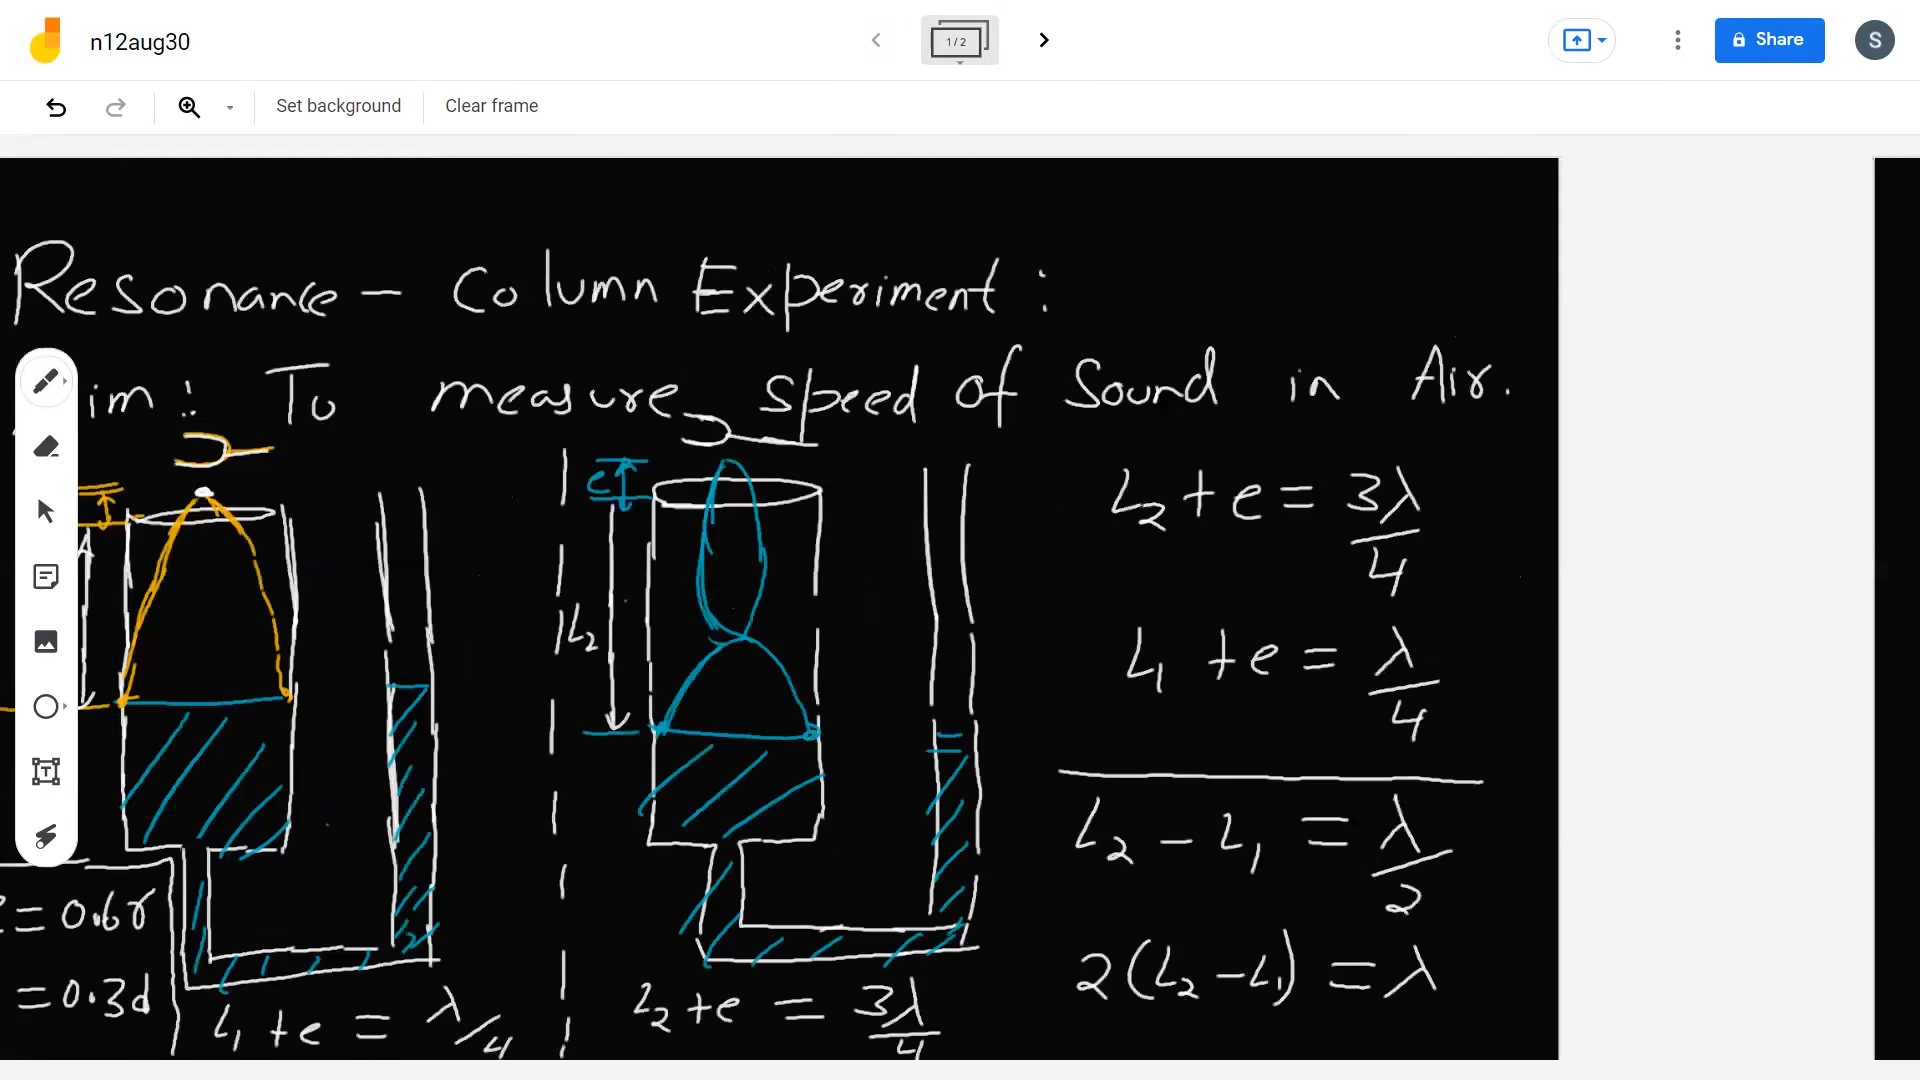 n12aug30
1 / 2
Share
S
Set background
Clear frame
Resonance - Column Experiment :
im : To measure speed of Sound in Air.
e
L₂
L₂ + e = 3λ/4
L₁ + e = λ/4
L₂ - L₁ = λ/2
2(L₂ - L₁) = λ
= 0.6r
= 0.3d
L₁ + e = λ/4
L₂ + e = 3λ/4